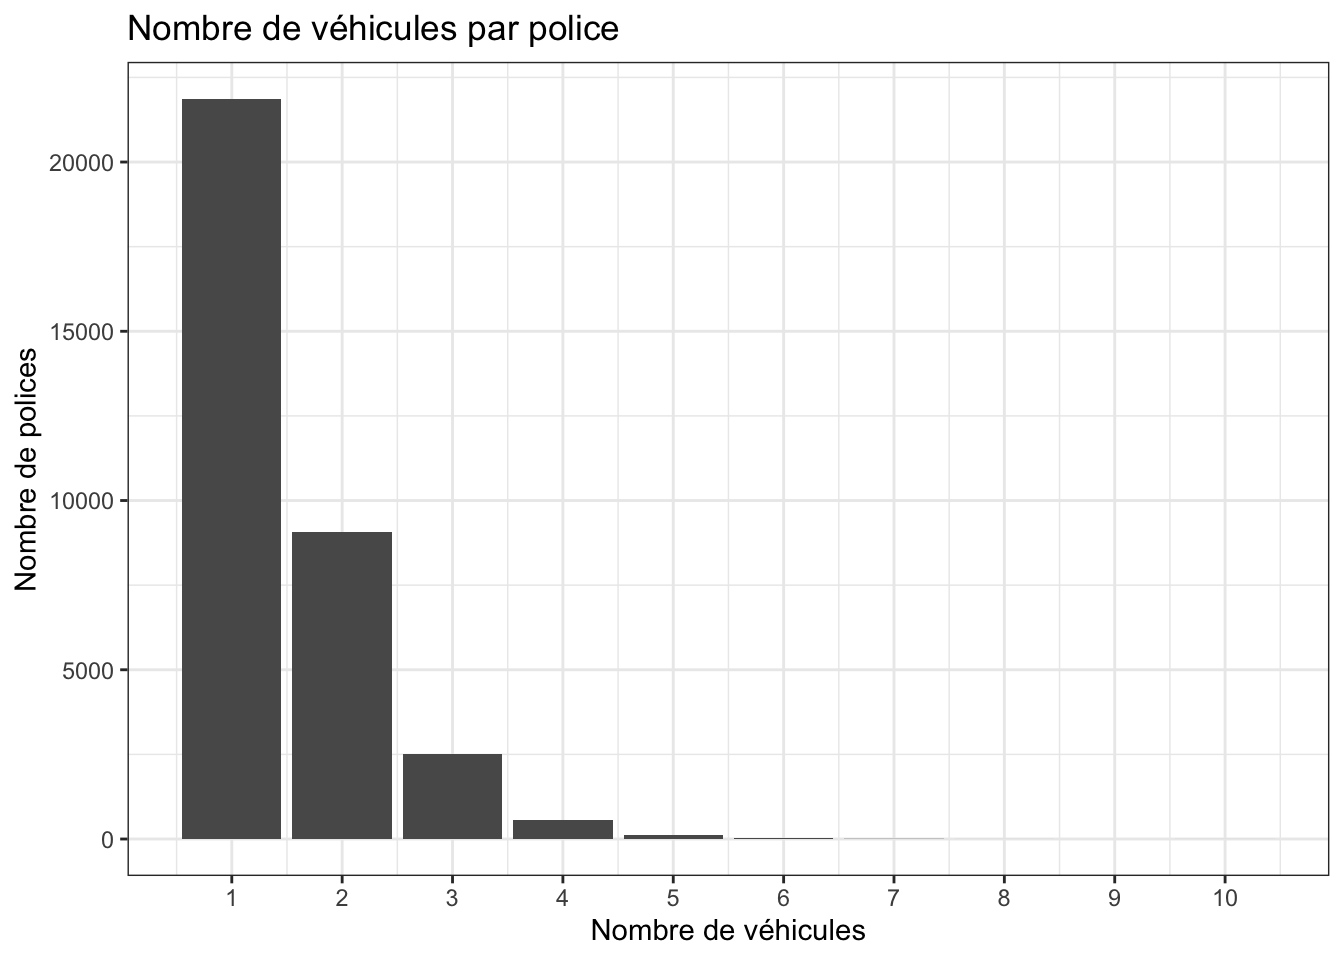 Nombre de véhicules par police
Nombre de polices
20000
15000
10000
5000
0
1 2 3 4 5 6 7 8 9 10
Nombre de véhicules